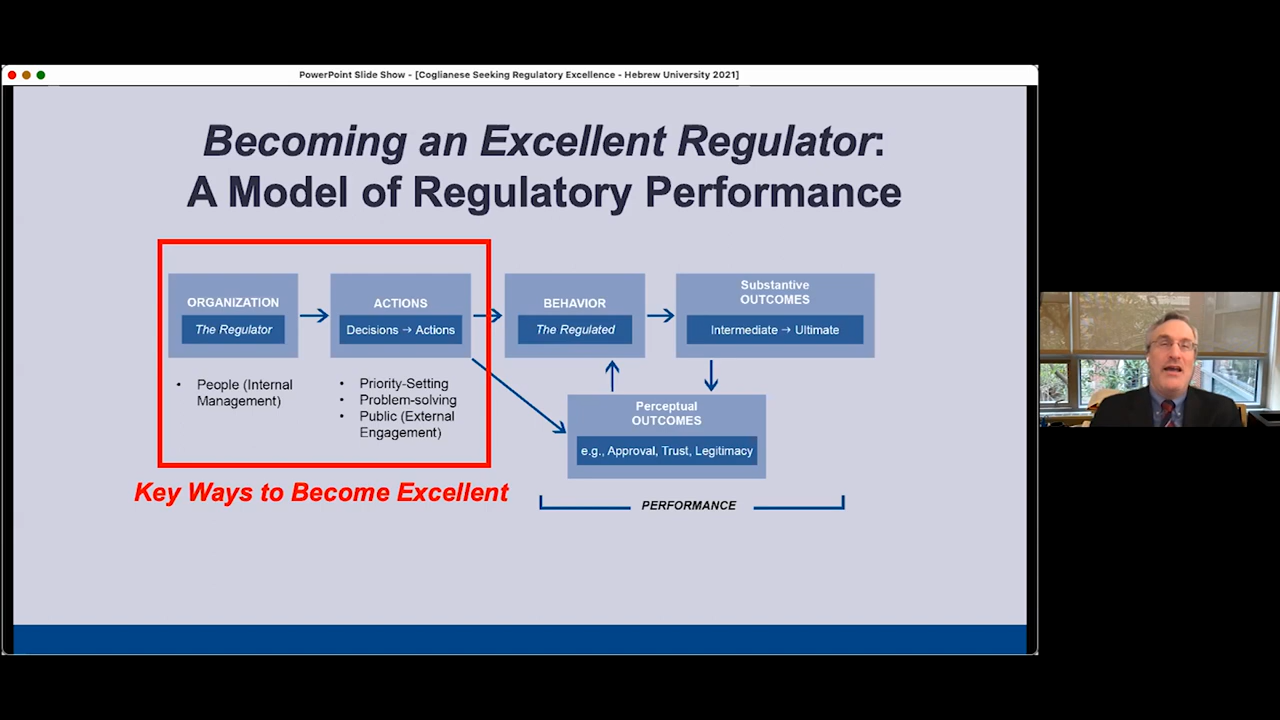 PowerPoint Slide Show - [Coglianese Seeking Regulatory Excellence - Hebrew University 2021]
Becoming an Excellent Regulator:
A Model of Regulatory Performance
ORGANIZATION
The Regulator
• People (Internal
Management)
ACTIONS
Decisions → Actions
• Priority-Setting
• Problem-solving
• Public (External
Engagement)
BEHAVIOR
The Regulated
Substantive
OUTCOMES
Intermediate → Ultimate
Perceptual
OUTCOMES
e.g., Approval, Trust, Legitimacy
Key Ways to Become Excellent
PERFORMANCE